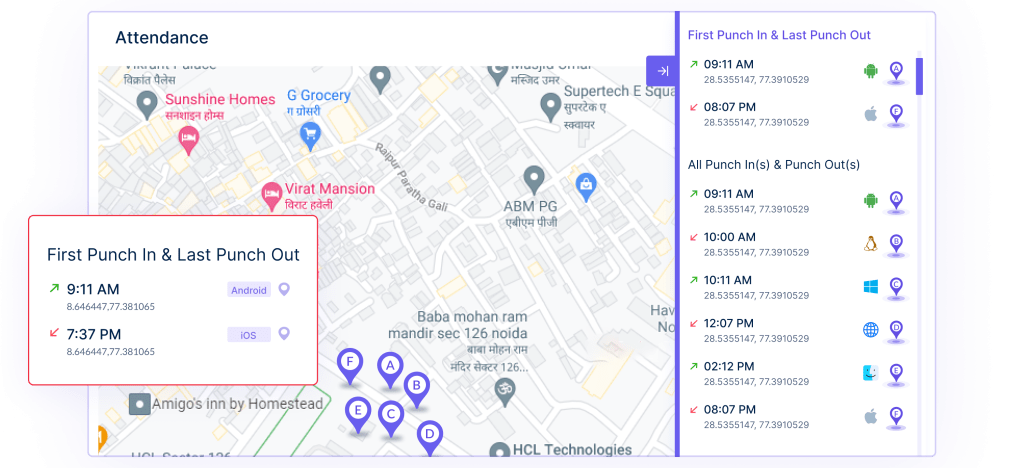 Attendance
Vikrant Palace
विक्रांत पैलेस
Sunshine Homes
सनशाइन होम्स
G Grocery
ग ग्रोसरी
Masjid Umar
मस्जिद उमर
Supertech E Squa
सुपरटेक ए
स्क्वायर
Raipur Paratha Gali
Virat Mansion
विराट हवेली
ABM PG
एबीएम पीजी
Baba mohan ram
mandir sec 126 noida
बाबा मोहन राम
मंदिर सेक्टर 126...
Hav
No
F
A
B
E
C
D
Amigo's inn by Homestead
HCL Sector 126
HCL Technologies
First Punch In & Last Punch Out
9:11 AM
Android
8.646447,77.381065
7:37 PM
iOS
8.646447,77.381065
First Punch In & Last Punch Out
09:11 AM
28.5355147, 77.3910529
A
08:07 PM
28.5355147, 77.3910529
F
All Punch In(s) & Punch Out(s)
09:11 AM
28.5355147, 77.3910529
A
10:00 AM
28.5355147, 77.3910529
B
10:11 AM
28.5355147, 77.3910529
C
12:07 PM
28.5355147, 77.3910529
D
02:12 PM
28.5355147, 77.3910529
E
08:07 PM
28.5355147, 77.3910529
F